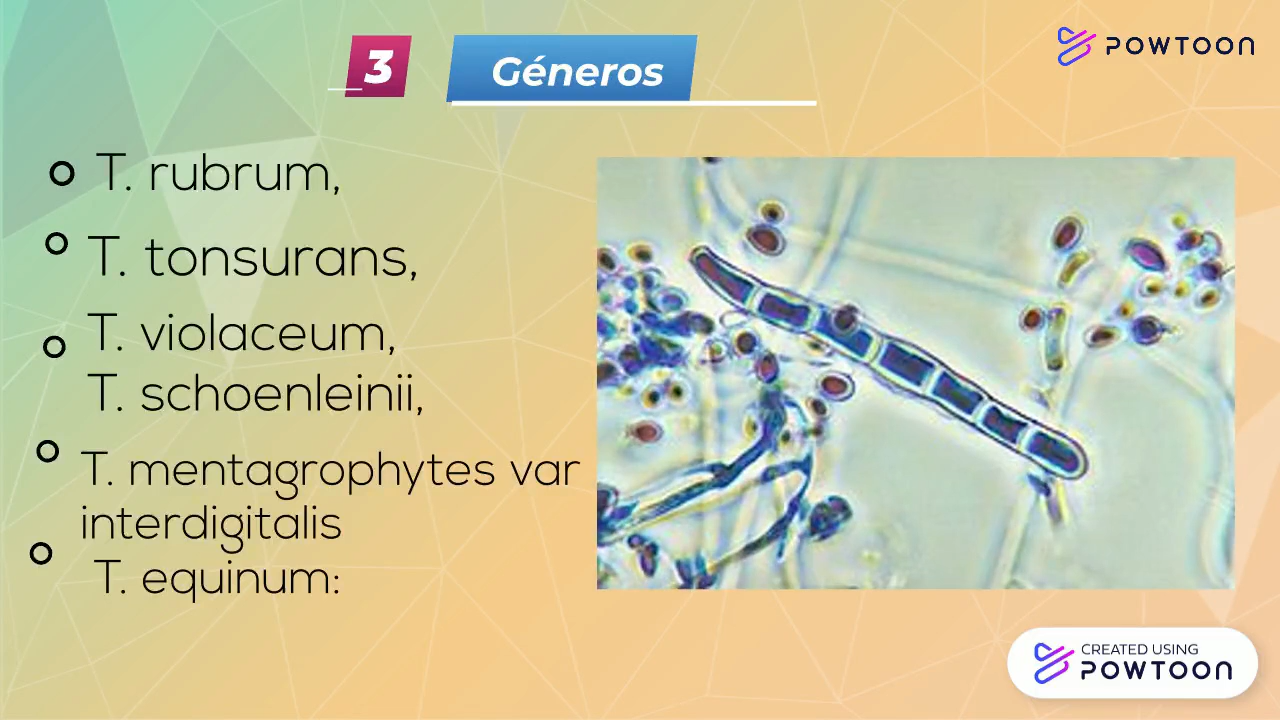 3
Géneros
POWTOON
T. rubrum,
T. tonsurans,
T. violaceum,
T. schoenleinii,
T. mentagrophytes var
interdigitalis
T. equinum:
CREATED USING
POWTOON